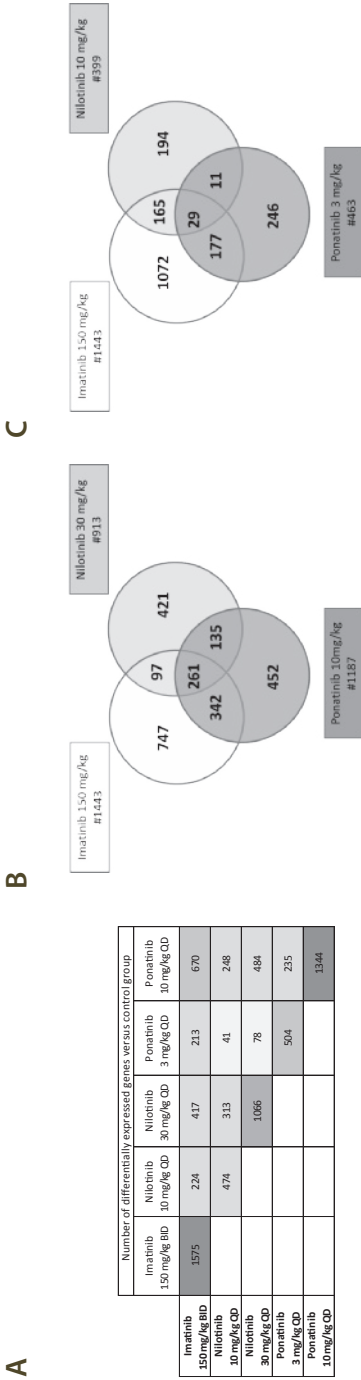 A
Number of differentially expressed genes versus control group
Imatinib 150 mg/kg BID Nilotinib 10 mg/kg QD Nilotinib 30 mg/kg QD Ponatinib 3 mg/kg QD Ponatinib 10 mg/kg QD
Imatinib 150 mg/kg BID 1575 224 417 213 670
Nilotinib 10 mg/kg QD 474 313 41 248
Nilotinib 30 mg/kg QD 1066 78 484
Ponatinib 3 mg/kg QD 504 235
Ponatinib 10 mg/kg QD 1344
B
Imatinib 150 mg/kg
#1443
Nilotinib 30 mg/kg
#913
747
97
421
261
342
135
452
Ponatinib 10mg/kg
#1187
C
Imatinib 150 mg/kg
#1443
Nilotinib 10 mg/kg
#399
1072
165
194
29
177
11
246
Ponatinib 3 mg/kg
#463